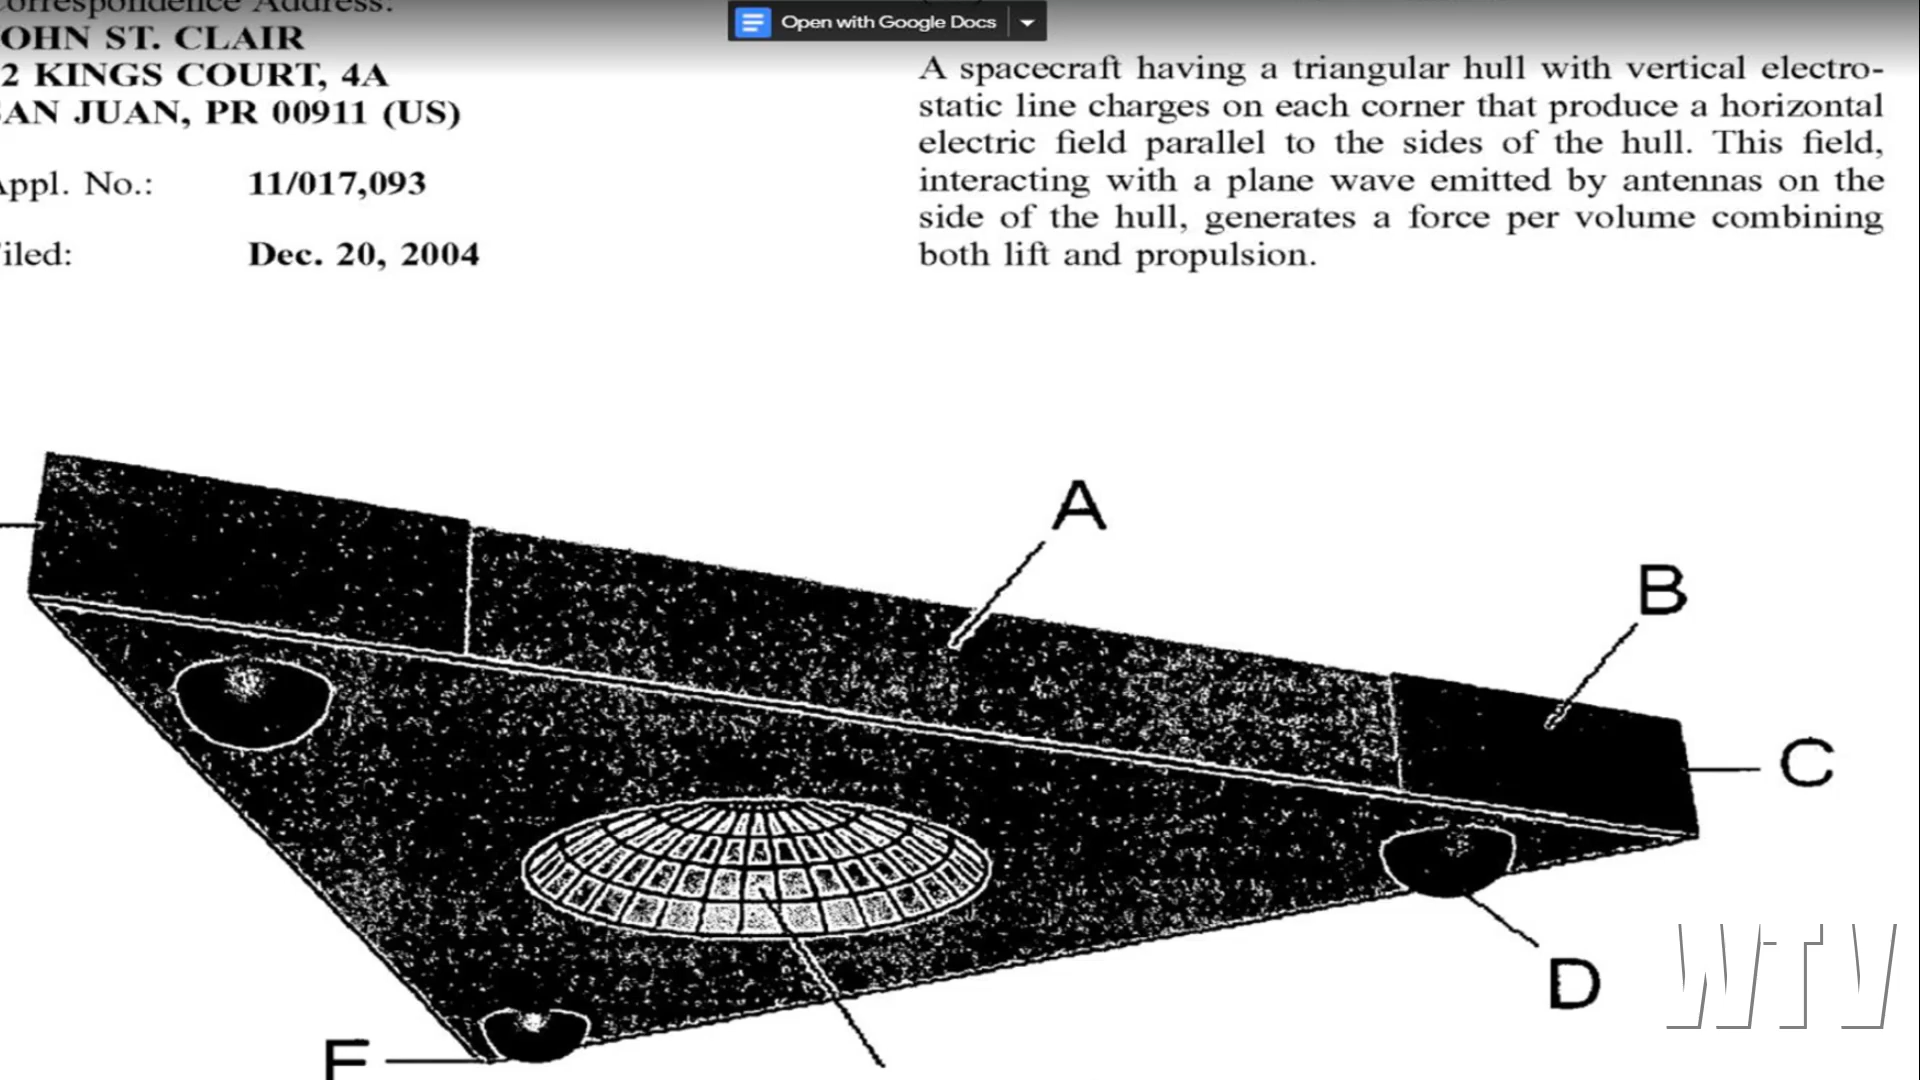 orrespondence Address:
OHN ST. CLAIR
2 KINGS COURT, 4A
AN JUAN, PR 00911 (US)
Appl. No.: 11/017,093
iled: Dec. 20, 2004
Open with Google Docs
A spacecraft having a triangular hull with vertical electro-
static line charges on each corner that produce a horizontal
electric field parallel to the sides of the hull. This field,
interacting with a plane wave emitted by antennas on the
side of the hull, generates a force per volume combining
both lift and propulsion.
A
B
C
D
WTV